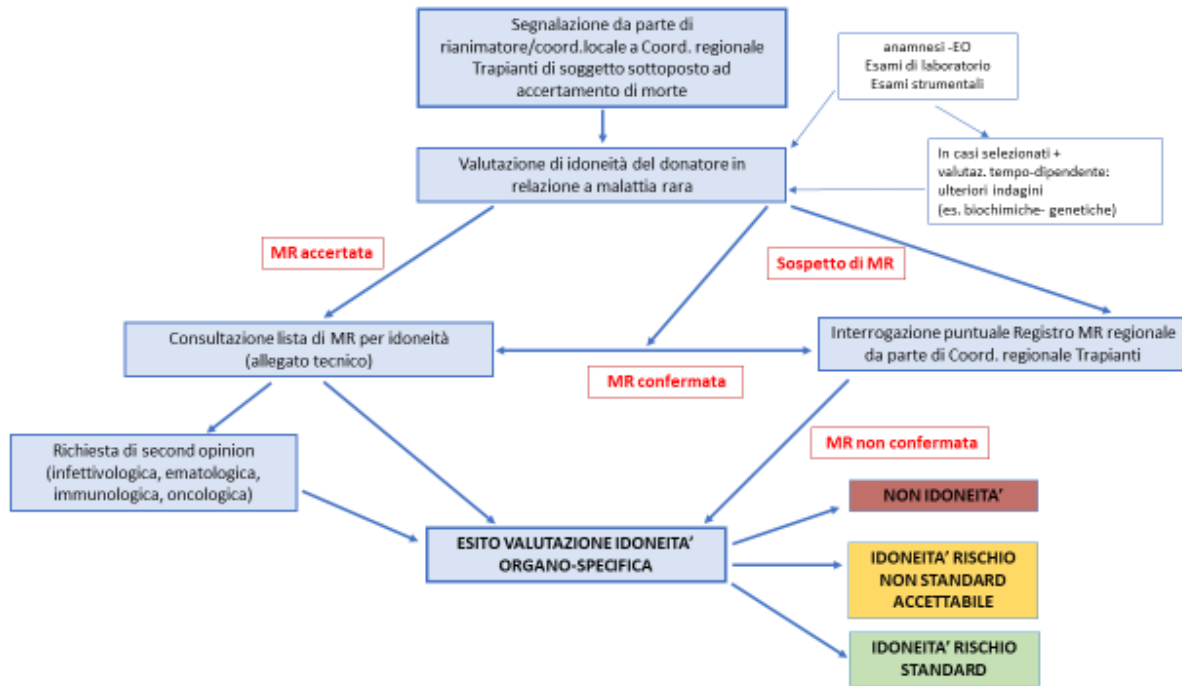 Segnalazione da parte di
rianimatore/coord.locale a Coord. regionale
Trapianti di soggetto sottoposto ad
accertamento di morte
anamnesi -EO
Esami di laboratorio
Esami strumentali
Valutazione di idoneità del donatore in
relazione a malattia rara
In casi selezionati +
valutaz. tempo-dipendente:
ulteriori indagini
(es. biochimiche- genetiche)
MR accertata
Sospetto di MR
Consultazione lista di MR per idoneità
(allegato tecnico)
Interrogazione puntuale Registro MR regionale
da parte di Coord. regionale Trapianti
MR confermata
Richiesta di second opinion
(infettivologica, ematologica,
immunologica, oncologica)
MR non confermata
NON IDONEITA'
ESITO VALUTAZIONE IDONEITA'
ORGANO-SPECIFICA
IDONEITA' RISCHIO
NON STANDARD
ACCETTABILE
IDONEITA' RISCHIO
STANDARD